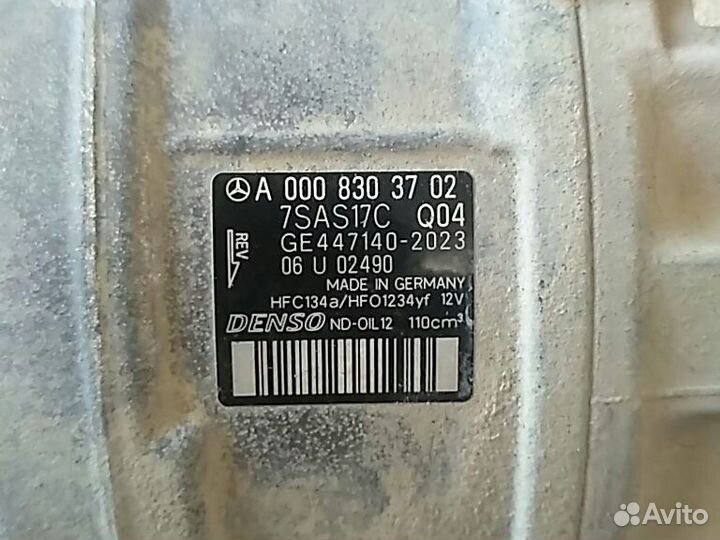 A 000 830 37 02
7SAS17C Q04
GE447140-2023
REV
06 U 02490
MADE IN GERMANY
HFC134a/HFO1234yf 12V
DENSO ND-OIL12 110cm³
Avito